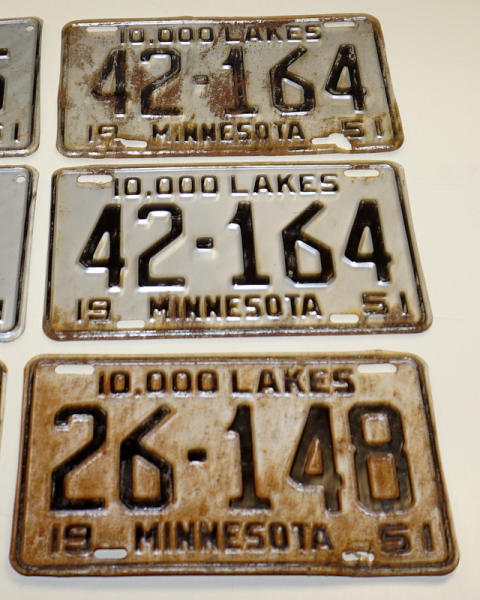 10,000 LAKES
42-164
19 MINNESOTA 51
10,000 LAKES
42-164
19 MINNESOTA 51
10,000 LAKES
26-148
19 MINNESOTA 51